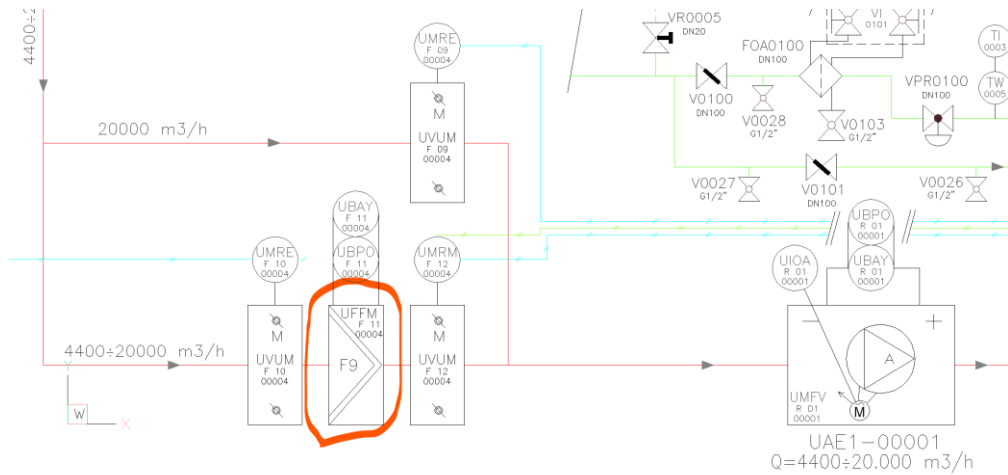 4400÷2
UMRE
F 09
00004
M
UVUM
F 09
00004
20000 m3/h
VR0005
DN20
VI
0101
FOA0100
DN100
V0100
DN100
V0028
G1/2"
V0103
G1/2"
VPR0100
DN100
TI
0003
TW
0005
V0027
G1/2"
V0101
DN100
V0026
G1/2"
UBAY
F 11
00004
UBPO
F 11
00004
UMRE
F 10
00004
UMRM
F 12
00004
UBPO
R 01
00001
UBAY
R 01
00001
UIOA
R 01
00001
4400÷20000 m3/h
M
UVUM
F 10
00004
UFFM
F 11
00004
F9
M
UVUM
F 12
00004
A
UMFV
R 01
00001
M
Y
W
X
UAE1-00001
Q=4400÷20.000 m3/h